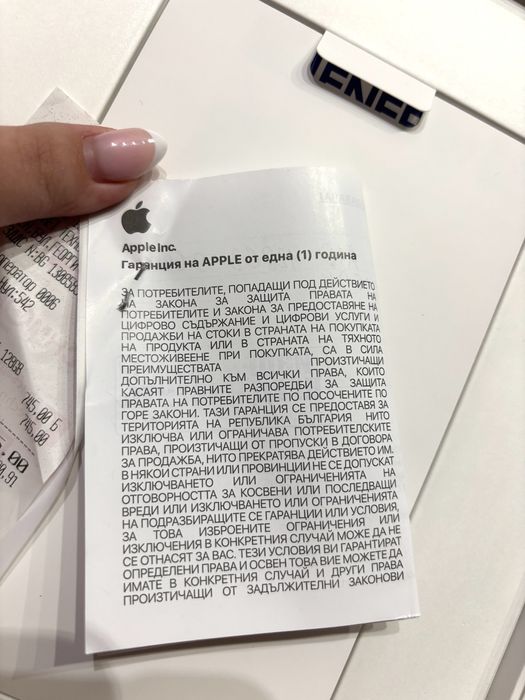 Apple Inc.
Гаранция на APPLE от една (1) година
ЗА ПОТРЕБИТЕЛИТЕ, ПОПАДАЩИ ПОД ДЕЙСТВИЕТО
НА ЗАКОНА ЗА ЗАЩИТА ПРАВАТА НА
ПОТРЕБИТЕЛИТЕ И ЗАКОНА ЗА ПРЕДОСТАВЯНЕ НА
ЦИФРОВО СЪДЪРЖАНИЕ И ЦИФРОВИ УСЛУГИ И
ПРОДАЖБИ НА СТОКИ В СТРАНАТА НА ПОКУПКАТА
НА ПРОДУКТА ИЛИ В СТРАНАТА НА ТЯХНОТО
МЕСТОЖИВЕЕНЕ ПРИ ПОКУПКАТА, СА В СИЛА
ПРЕИМУЩЕСТВАТА ПРОИЗТИЧАЩИ
ДОПЪЛНИТЕЛНО КЪМ ВСИЧКИ ПРАВА, КОИТО
КАСАЯТ ПРАВНИТЕ РАЗПОРЕДБИ ЗА ЗАЩИТА
ПРАВАТА НА ПОТРЕБИТЕЛИТЕ ПО ПОСОЧЕНИТЕ ПО
ГОРЕ ЗАКОНИ. ТАЗИ ГАРАНЦИЯ СЕ ПРЕДОСТАВЯ ЗА
ТЕРИТОРИЯТА НА РЕПУБЛИКА БЪЛГАРИЯ НИТО
ИЗКЛЮЧВА ИЛИ ОГРАНИЧАВА ПОТРЕБИТЕЛСКИТЕ
ПРАВА, ПРОИЗТИЧАЩИ ОТ ПРОПУСКИ В ДОГОВОРА
ЗА ПРОДАЖБА, НИТО ПРЕКРАТЯВА ДЕЙСТВИЕТО ИМ.
В НЯКОИ СТРАНИ ИЛИ ПРОВИНЦИИ НЕ СЕ ДОПУСКАТ
ИЗКЛЮЧВАНЕТО ИЛИ ОГРАНИЧЕНИЯТА НА
ОТГОВОРНОСТТА ЗА КОСВЕНИ ИЛИ ПОСЛЕДВАЩИ
ВРЕДИ ИЛИ ИЗКЛЮЧВАНЕТО ИЛИ ОГРАНИЧЕНИЯТА
НА ПОДРАЗБИРАЩИТЕ СЕ ГАРАНЦИИ ИЛИ УСЛОВИЯ,
ЗА ТОВА ИЗБРОЕНИТЕ ОГРАНИЧЕНИЯ ИЛИ
ИЗКЛЮЧЕНИЯ В КОНКРЕТНИЯ СЛУЧАЙ МОЖЕ ДА НЕ
СЕ ОТНАСЯТ ЗА ВАС. ТЕЗИ УСЛОВИЯ ВИ ГАРАНТИРАТ
ОПРЕДЕЛЕНИ ПРАВА И ОСВЕН ТОВА ВИЕ МОЖЕТЕ ДА
ИМАТЕ В КОНКРЕТНИЯ СЛУЧАЙ И ДРУГИ ПРАВА
ПРОИЗТИЧАЩИ ОТ ЗАДЪЛЖИТЕЛНИ ЗАКОНОВИ
ератор 0006
542
128GB
745,00 Б
745,00